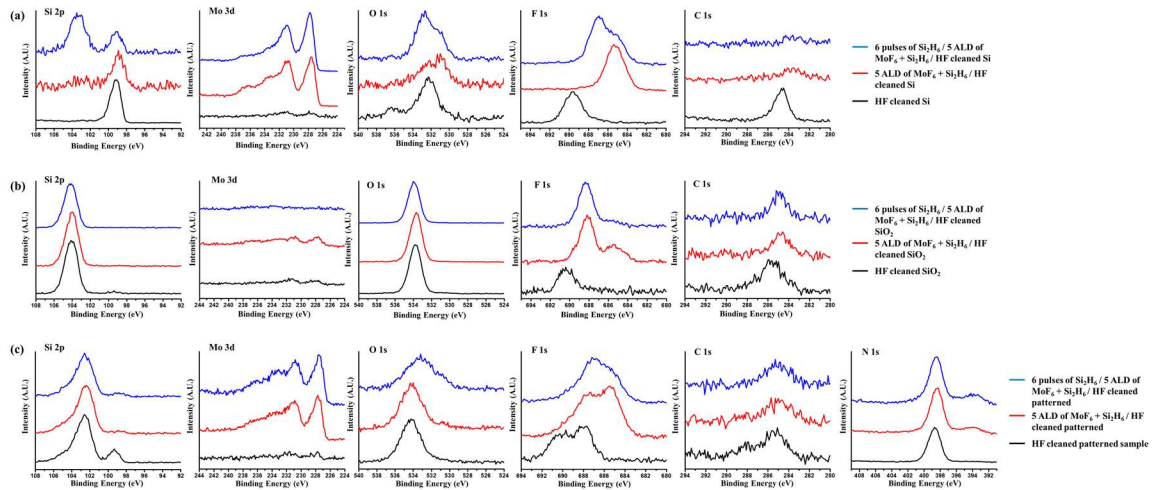 (a)
Si 2p
Mo 3d
O 1s
F 1s
C 1s
Intensity (A.U.)
Intensity (A.U.)
Intensity (A.U.)
Intensity (A.U.)
Intensity (A.U.)
108 106 104 102 100 98 96 94 92
244 242 240 238 236 234 232 230 228 226 224
540 538 536 534 532 530 528 526 524
694 692 690 688 686 684 682 680
294 292 290 288 286 284 282 280
Binding Energy (eV)
Binding Energy (eV)
Binding Energy (eV)
Binding Energy (eV)
Binding Energy (eV)
6 pulses of Si₂H₆ / 5 ALD of
MoF₆ + Si₂H₆ / HF cleaned Si
5 ALD of MoF₆ + Si₂H₆ / HF
cleaned Si
HF cleaned Si
(b)
Si 2p
Mo 3d
O 1s
F 1s
C 1s
Intensity (A.U.)
Intensity (A.U.)
Intensity (A.U.)
Intensity (A.U.)
Intensity (A.U.)
108 106 104 102 100 98 96 94 92
244 242 240 238 236 234 232 230 228 226 224
540 538 536 534 532 530 528 526 524
694 692 690 688 686 684 682 680
294 292 290 288 286 284 282 280
Binding Energy (eV)
Binding Energy (eV)
Binding Energy (eV)
Binding Energy (eV)
Binding Energy (eV)
6 pulses of Si₂H₆ / 5 ALD of
MoF₆ + Si₂H₆ / HF cleaned
SiO₂
5 ALD of MoF₆ + Si₂H₆ / HF
cleaned SiO₂
HF cleaned SiO₂
(c)
Si 2p
Mo 3d
O 1s
F 1s
C 1s
N 1s
Intensity (A.U.)
Intensity (A.U.)
Intensity (A.U.)
Intensity (A.U.)
Intensity (A.U.)
Intensity (A.U.)
108 106 104 102 100 98 96 94 92
244 242 240 238 236 234 232 230 228 226 224
540 538 536 534 532 530 528 526 524
694 692 690 688 686 684 682 680
294 292 290 288 286 284 282 280
408 406 404 402 400 398 396 394 392
Binding Energy (eV)
Binding Energy (eV)
Binding Energy (eV)
Binding Energy (eV)
Binding Energy (eV)
Binding Energy (eV)
6 pulses of Si₂H₆ / 5 ALD of
MoF₆ + Si₂H₆ / HF cleaned
patterned
5 ALD of MoF₆ + Si₂H₆ / HF
cleaned patterned
HF cleaned patterned sample